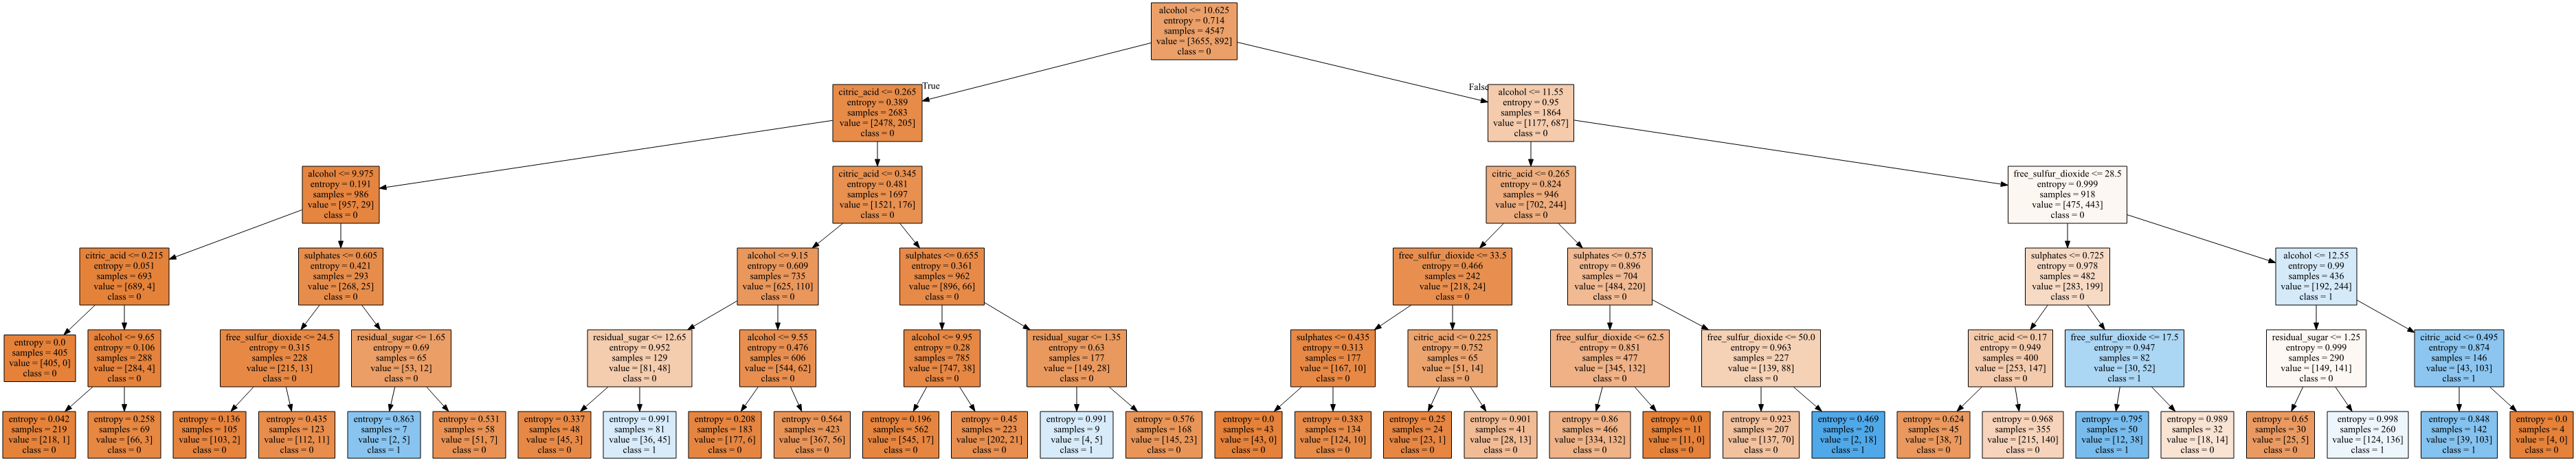 alcohol <= 10.625
entropy = 0.714
samples = 4547
value = [3655, 892]
class = 0
True
False
citric_acid <= 0.265
entropy = 0.389
samples = 2683
value = [2478, 205]
class = 0
alcohol <= 11.55
entropy = 0.95
samples = 1864
value = [1177, 687]
class = 0
alcohol <= 9.975
entropy = 0.191
samples = 986
value = [957, 29]
class = 0
citric_acid <= 0.345
entropy = 0.481
samples = 1697
value = [1521, 176]
class = 0
citric_acid <= 0.265
entropy = 0.824
samples = 946
value = [702, 244]
class = 0
free_sulfur_dioxide <= 28.5
entropy = 0.999
samples = 918
value = [475, 443]
class = 0
citric_acid <= 0.215
entropy = 0.051
samples = 693
value = [689, 4]
class = 0
sulphates <= 0.605
entropy = 0.421
samples = 293
value = [268, 25]
class = 0
alcohol <= 9.15
entropy = 0.609
samples = 735
value = [625, 110]
class = 0
sulphates <= 0.655
entropy = 0.361
samples = 962
value = [896, 66]
class = 0
free_sulfur_dioxide <= 33.5
entropy = 0.466
samples = 242
value = [218, 24]
class = 0
sulphates <= 0.575
entropy = 0.896
samples = 704
value = [484, 220]
class = 0
sulphates <= 0.725
entropy = 0.978
samples = 482
value = [283, 199]
class = 0
alcohol <= 12.55
entropy = 0.99
samples = 436
value = [192, 244]
class = 1
entropy = 0.0
samples = 405
value = [405, 0]
class = 0
alcohol <= 9.65
entropy = 0.106
samples = 288
value = [284, 4]
class = 0
free_sulfur_dioxide <= 24.5
entropy = 0.315
samples = 228
value = [215, 13]
class = 0
residual_sugar <= 1.65
entropy = 0.69
samples = 65
value = [53, 12]
class = 0
residual_sugar <= 12.65
entropy = 0.952
samples = 129
value = [81, 48]
class = 0
alcohol <= 9.55
entropy = 0.476
samples = 606
value = [544, 62]
class = 0
alcohol <= 9.95
entropy = 0.28
samples = 785
value = [747, 38]
class = 0
residual_sugar <= 1.35
entropy = 0.63
samples = 177
value = [149, 28]
class = 0
sulphates <= 0.435
entropy = 0.313
samples = 177
value = [167, 10]
class = 0
citric_acid <= 0.225
entropy = 0.752
samples = 65
value = [51, 14]
class = 0
free_sulfur_dioxide <= 62.5
entropy = 0.851
samples = 477
value = [345, 132]
class = 0
free_sulfur_dioxide <= 50.0
entropy = 0.963
samples = 227
value = [139, 88]
class = 0
citric_acid <= 0.17
entropy = 0.949
samples = 400
value = [253, 147]
class = 0
free_sulfur_dioxide <= 17.5
entropy = 0.947
samples = 82
value = [30, 52]
class = 1
residual_sugar <= 1.25
entropy = 0.999
samples = 290
value = [149, 141]
class = 0
citric_acid <= 0.495
entropy = 0.874
samples = 146
value = [43, 103]
class = 1
entropy = 0.042
samples = 219
value = [218, 1]
class = 0
entropy = 0.258
samples = 69
value = [66, 3]
class = 0
entropy = 0.136
samples = 105
value = [103, 2]
class = 0
entropy = 0.435
samples = 123
value = [112, 11]
class = 0
entropy = 0.863
samples = 7
value = [2, 5]
class = 1
entropy = 0.531
samples = 58
value = [51, 7]
class = 0
entropy = 0.337
samples = 48
value = [45, 3]
class = 0
entropy = 0.991
samples = 81
value = [36, 45]
class = 1
entropy = 0.208
samples = 183
value = [177, 6]
class = 0
entropy = 0.564
samples = 423
value = [367, 56]
class = 0
entropy = 0.196
samples = 562
value = [545, 17]
class = 0
entropy = 0.45
samples = 223
value = [202, 21]
class = 0
entropy = 0.991
samples = 9
value = [4, 5]
class = 1
entropy = 0.576
samples = 168
value = [145, 23]
class = 0
entropy = 0.0
samples = 43
value = [43, 0]
class = 0
entropy = 0.383
samples = 134
value = [124, 10]
class = 0
entropy = 0.25
samples = 24
value = [23, 1]
class = 0
entropy = 0.901
samples = 41
value = [28, 13]
class = 0
entropy = 0.86
samples = 466
value = [334, 132]
class = 0
entropy = 0.0
samples = 11
value = [11, 0]
class = 0
entropy = 0.923
samples = 207
value = [137, 70]
class = 0
entropy = 0.469
samples = 20
value = [2, 18]
class = 1
entropy = 0.624
samples = 45
value = [38, 7]
class = 0
entropy = 0.968
samples = 355
value = [215, 140]
class = 0
entropy = 0.795
samples = 50
value = [12, 38]
class = 1
entropy = 0.989
samples = 32
value = [18, 14]
class = 0
entropy = 0.65
samples = 30
value = [25, 5]
class = 0
entropy = 0.998
samples = 260
value = [124, 136]
class = 1
entropy = 0.848
samples = 142
value = [39, 103]
class = 1
entropy = 0.0
samples = 4
value = [4, 0]
class = 0